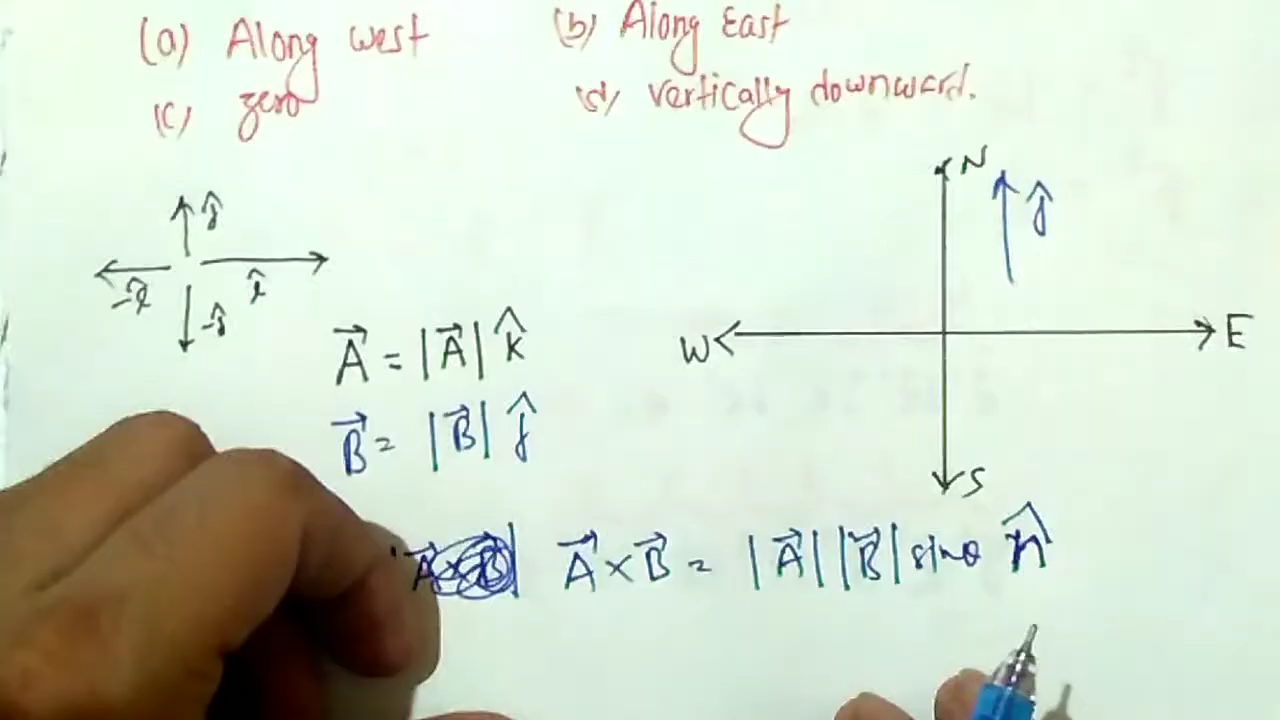 (a) Along west (b) Along East
(c) zero (d) vertically downward.
N
ĵ
ĵ
-î î
-ĵ
W E
A⃗ = |A⃗| k̂
B⃗ = |B⃗| ĵ
S
A⃗ × B⃗ = |A⃗| |B⃗| sinθ n̂